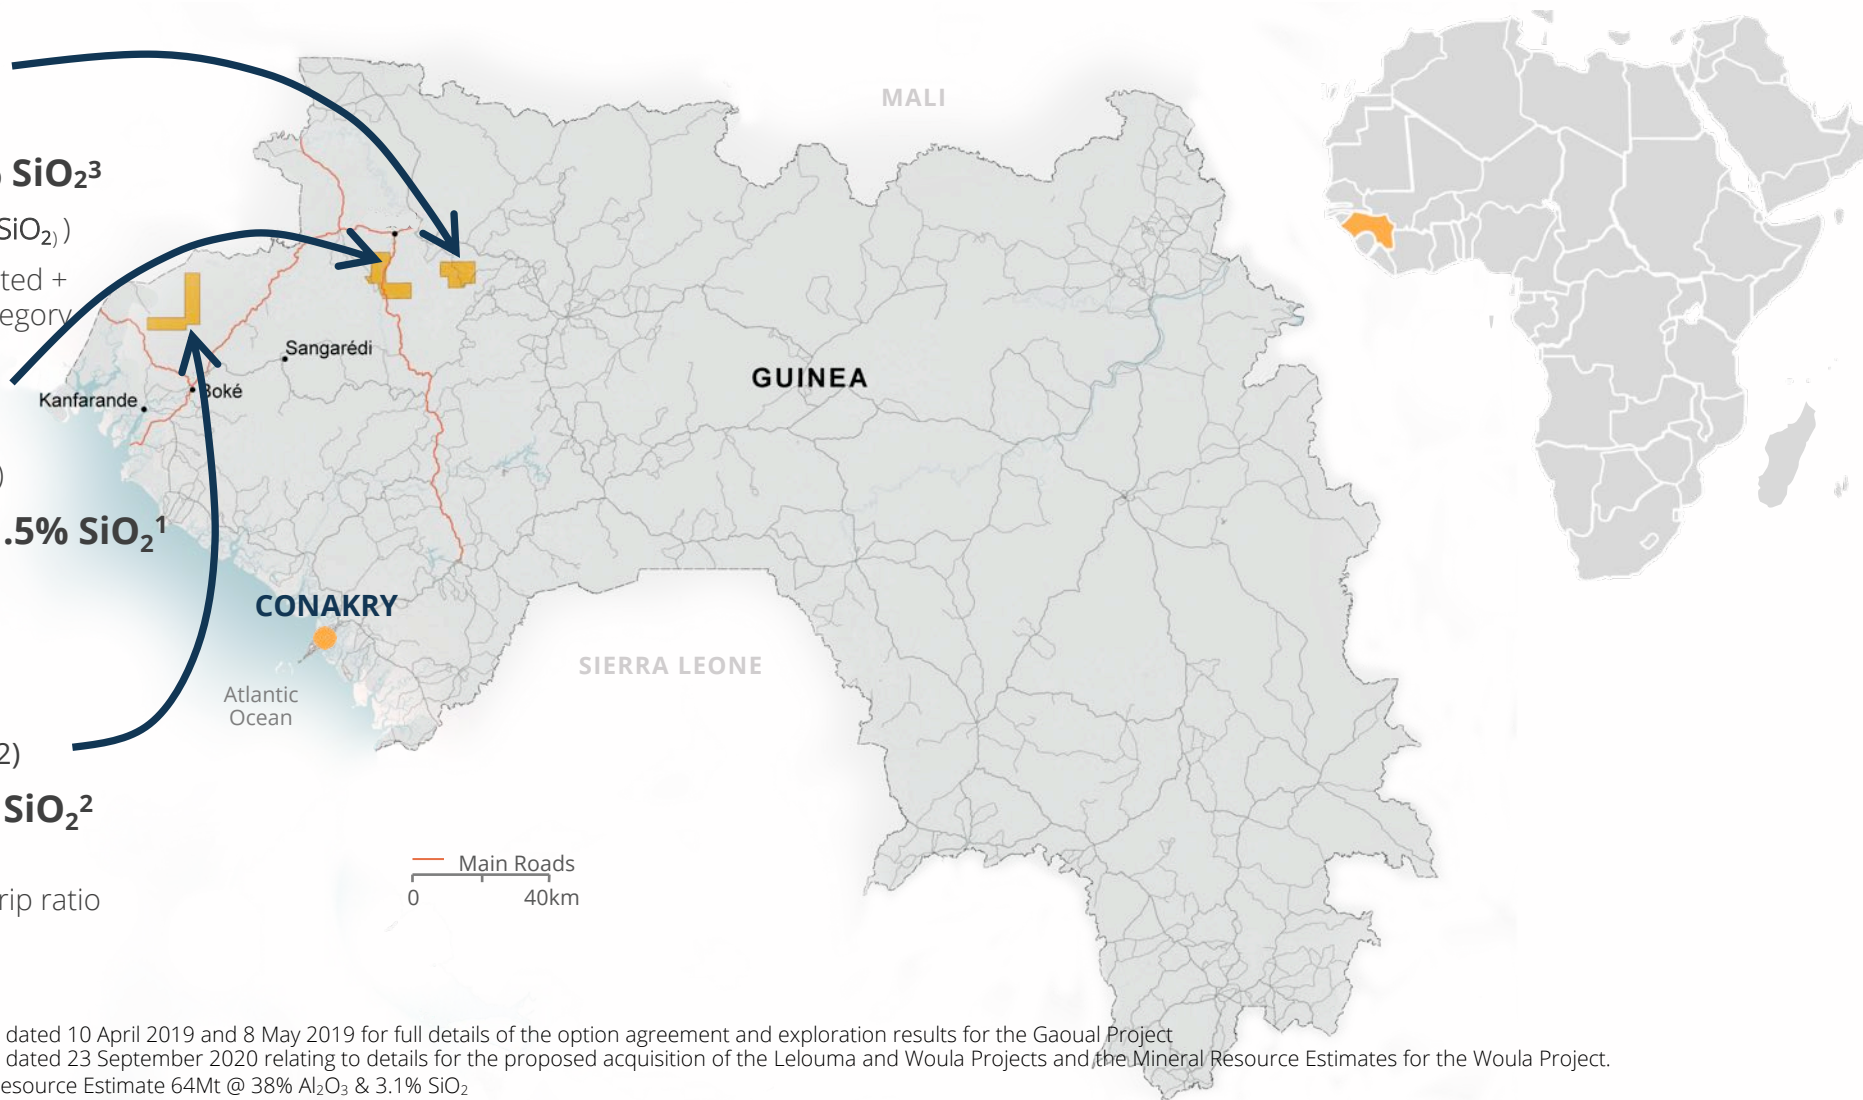 MALI
SiO₂³
SiO₂) )
ted +
egory
Sangarédi
Boké
Kanfarande
GUINEA
)
.5% SiO₂¹
CONAKRY
SIERRA LEONE
Atlantic
Ocean
2)
SiO₂²
Main Roads
0 40km
rip ratio
dated 10 April 2019 and 8 May 2019 for full details of the option agreement and exploration results for the Gaoual Project
dated 23 September 2020 relating to details for the proposed acquisition of the Lelouma and Woula Projects and the Mineral Resource Estimates for the Woula Project.
esource Estimate 64Mt @ 38% Al₂O₃ & 3.1% SiO₂